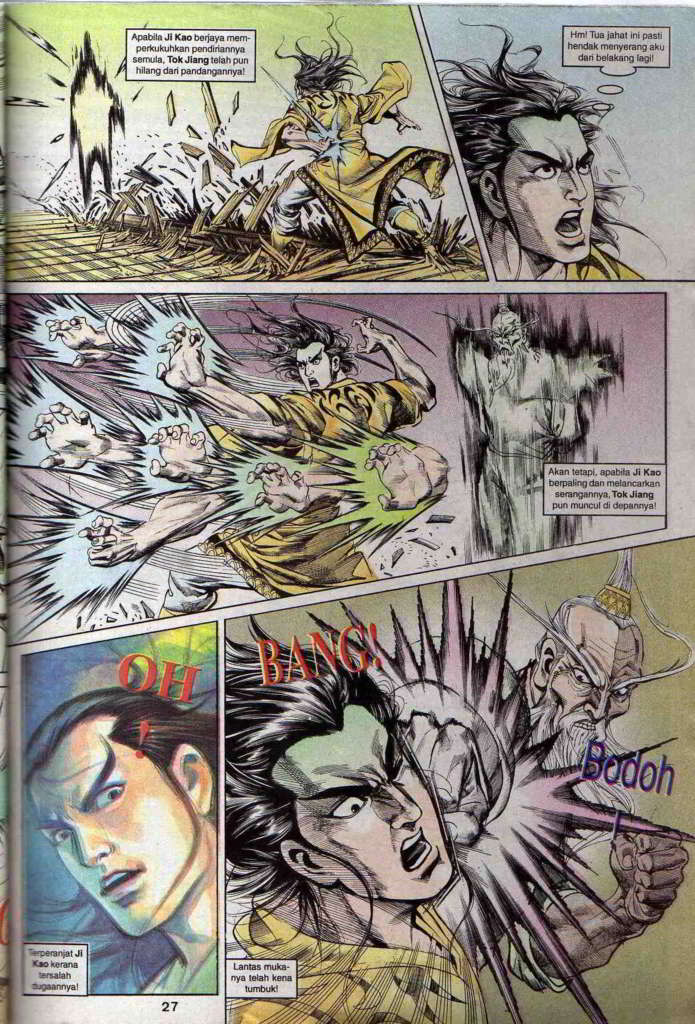 Apabila Ji Kao berjaya mem-
perkukuhkan pendiriannya
semula, Tok Jiang telah pun
hilang dari pandangannya!
Hm! Tua jahat ini pasti
hendak menyerang aku
dari belakang lagi!
Akan tetapi, apabila Ji Kao
berpaling dan melancarkan
serangannya, Tok Jiang
pun muncul di depannya!
OH
!
Terperanjat Ji
Kao kerana
tersalah
dugaannya!
BANG!
Bodoh
!
Lantas muka-
nya telah kena
tumbuk!
27